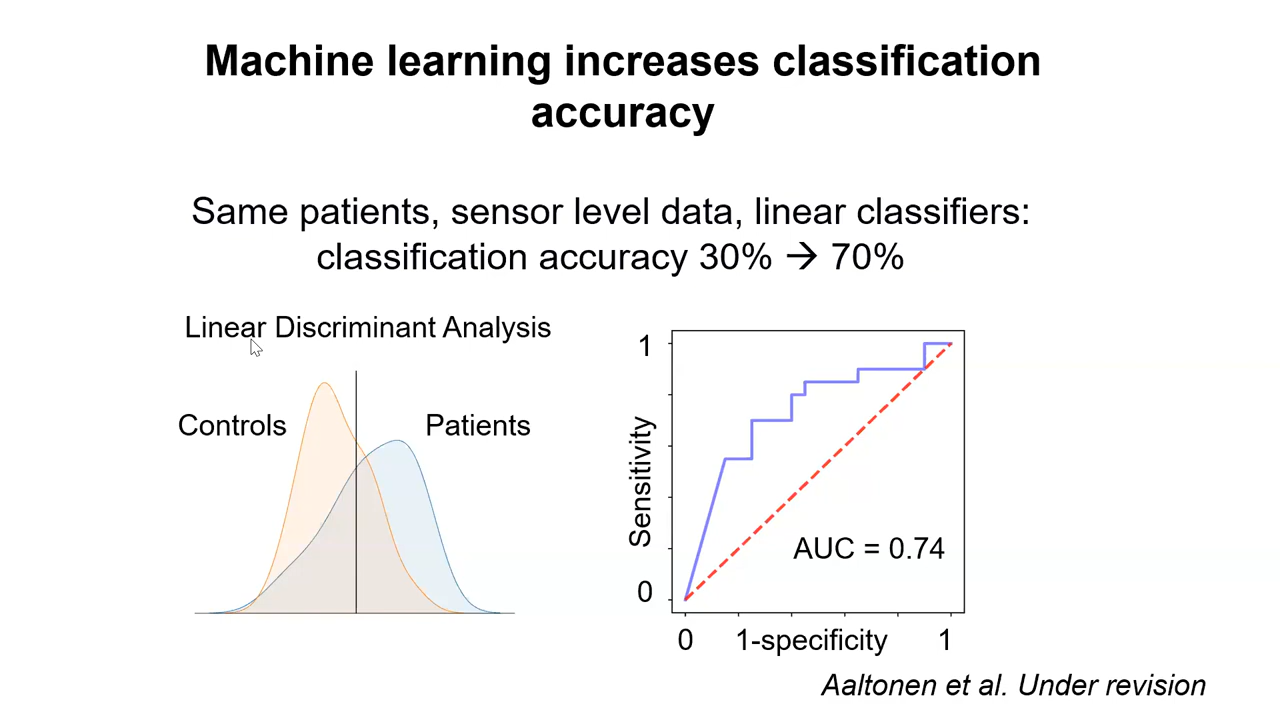 Machine learning increases classification
accuracy
Same patients, sensor level data, linear classifiers:
classification accuracy 30% → 70%
Linear Discriminant Analysis
Controls
Patients
1
Sensitivity
0
AUC = 0.74
0
1-specificity
1
Aaltonen et al. Under revision